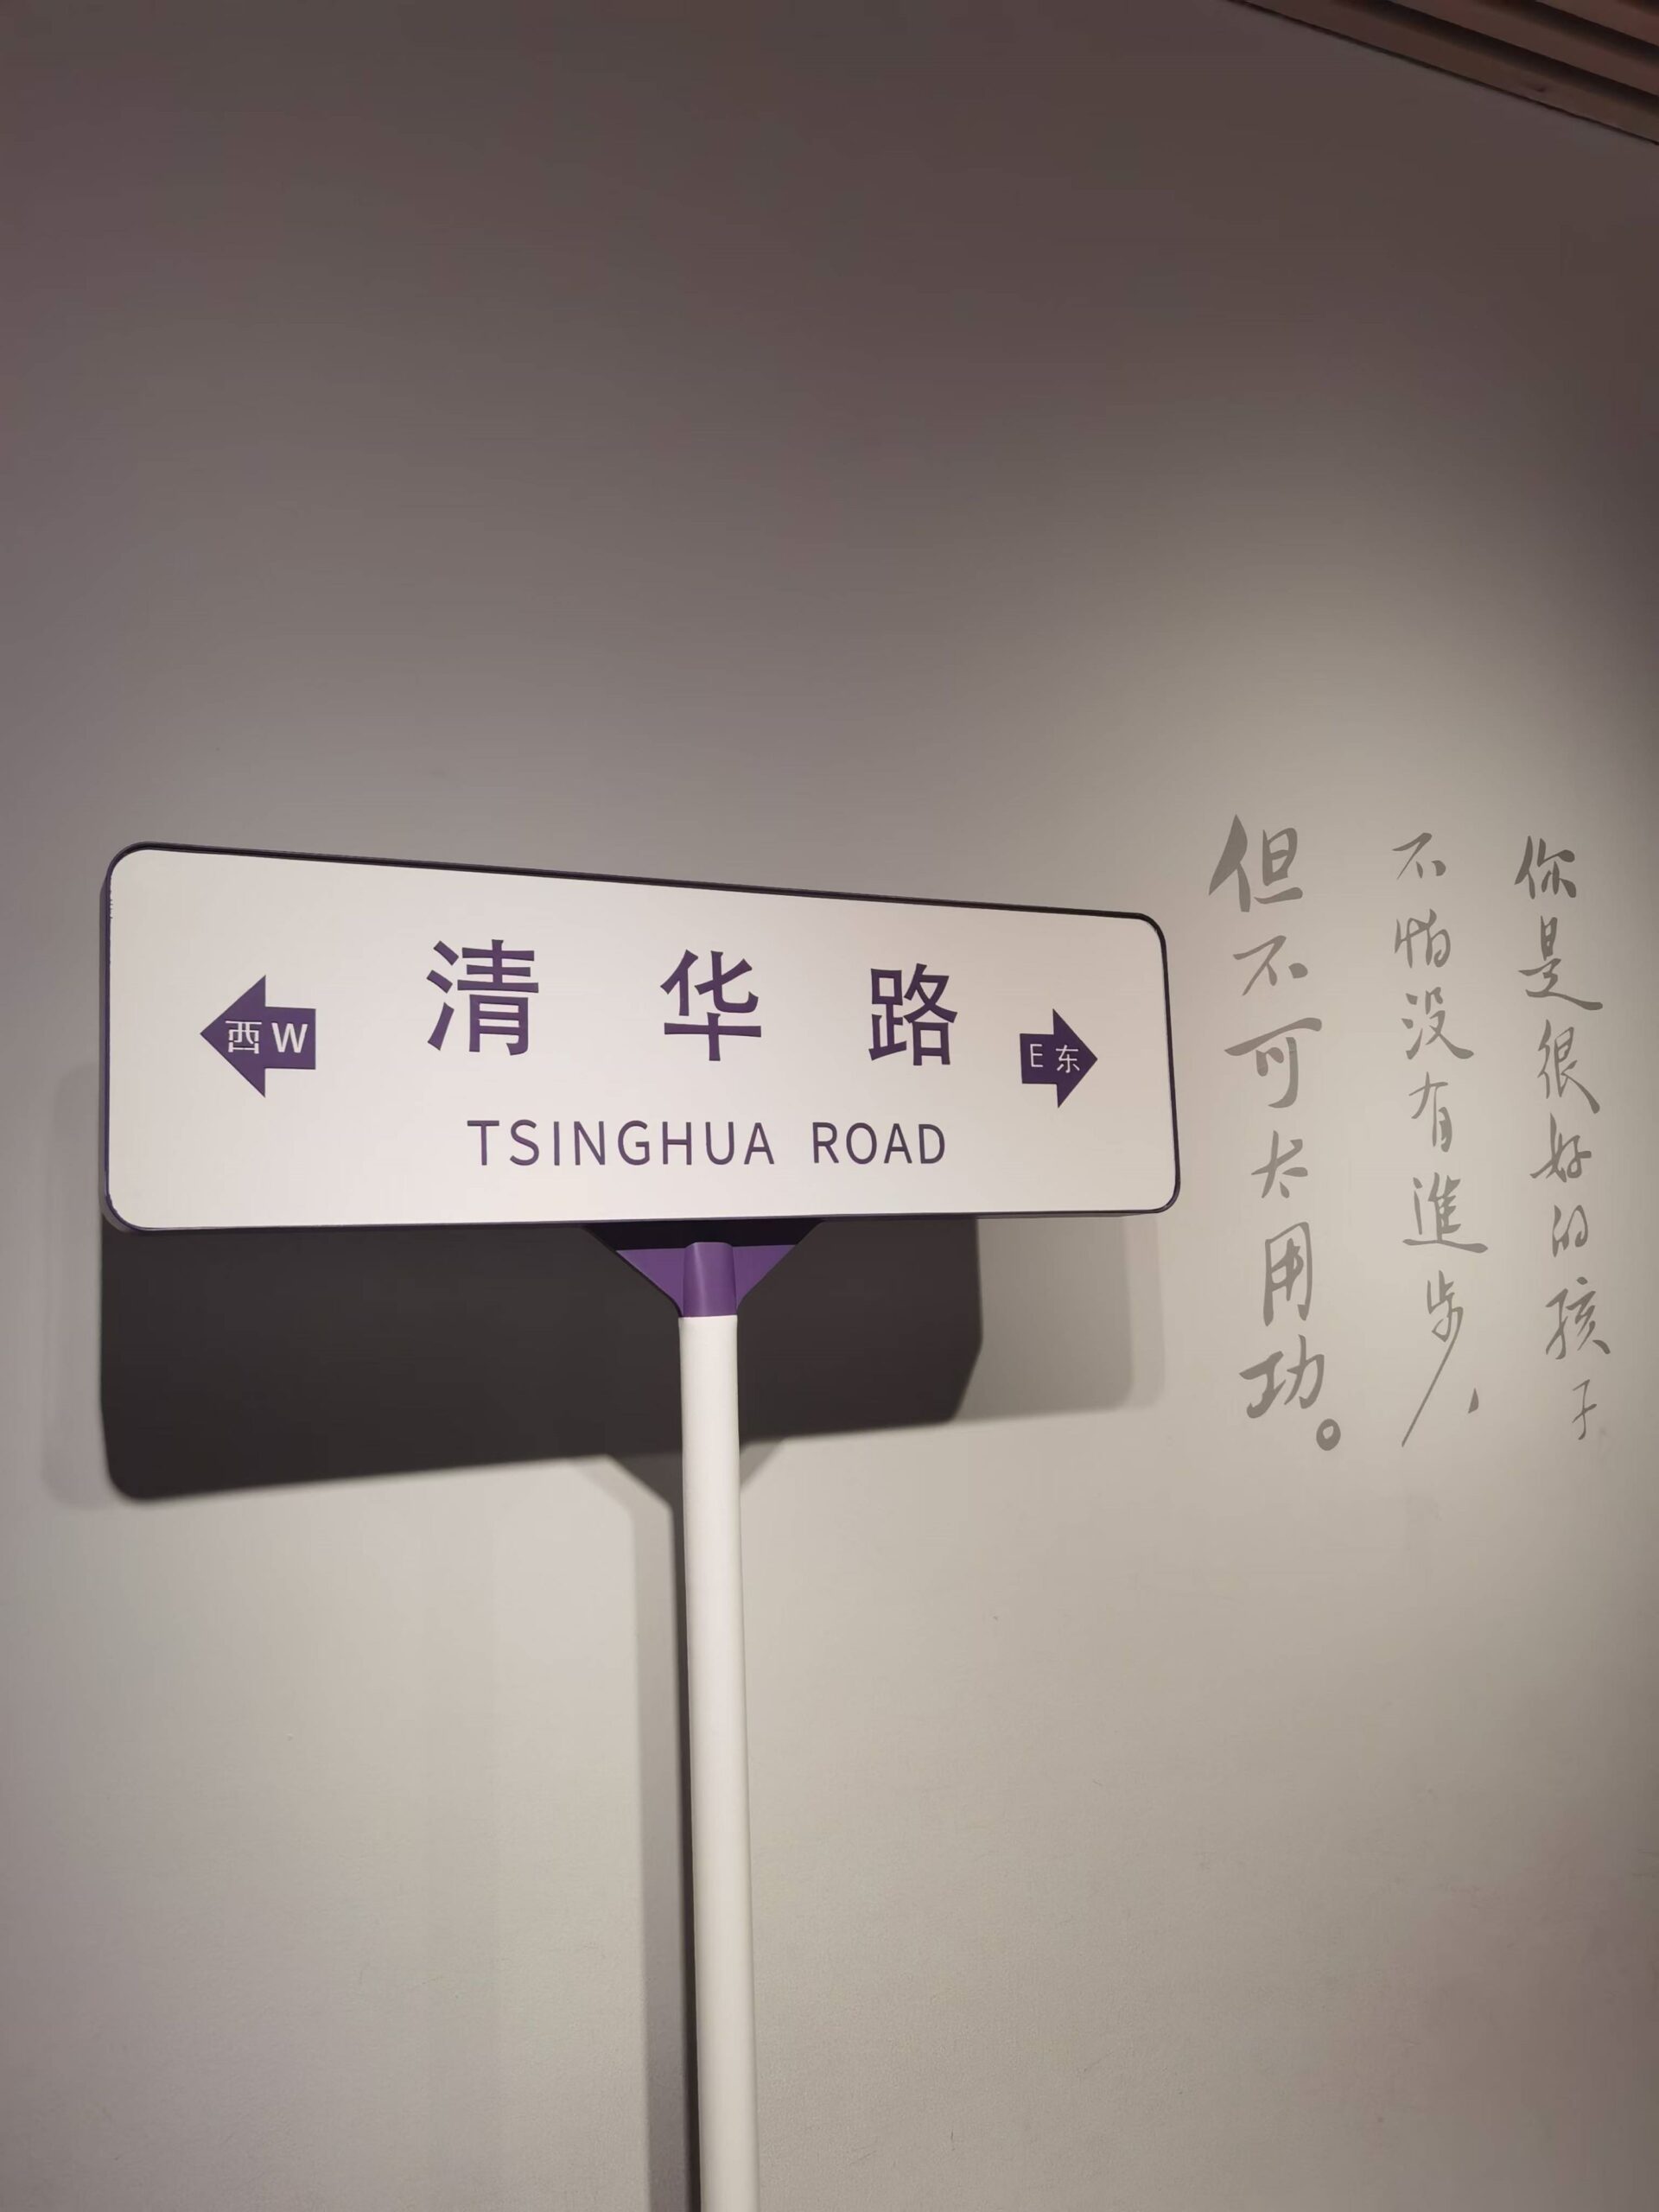 清华路
西 W
E 东
TSINGHUA ROAD
你是很好的孩子
不怕没有進步，
但不可太用功。